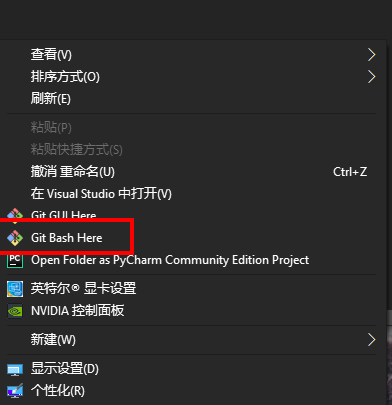 查看(V)
排序方式(O)
刷新(E)
粘贴(P)
粘贴快捷方式(S)
撤消 重命名(U) Ctrl+Z
在 Visual Studio 中打开(V)
Git GUI Here
Git Bash Here
PC Open Folder as PyCharm Community Edition Project
英特尔® 显卡设置
NVIDIA 控制面板
新建(W)
显示设置(D)
个性化(R)